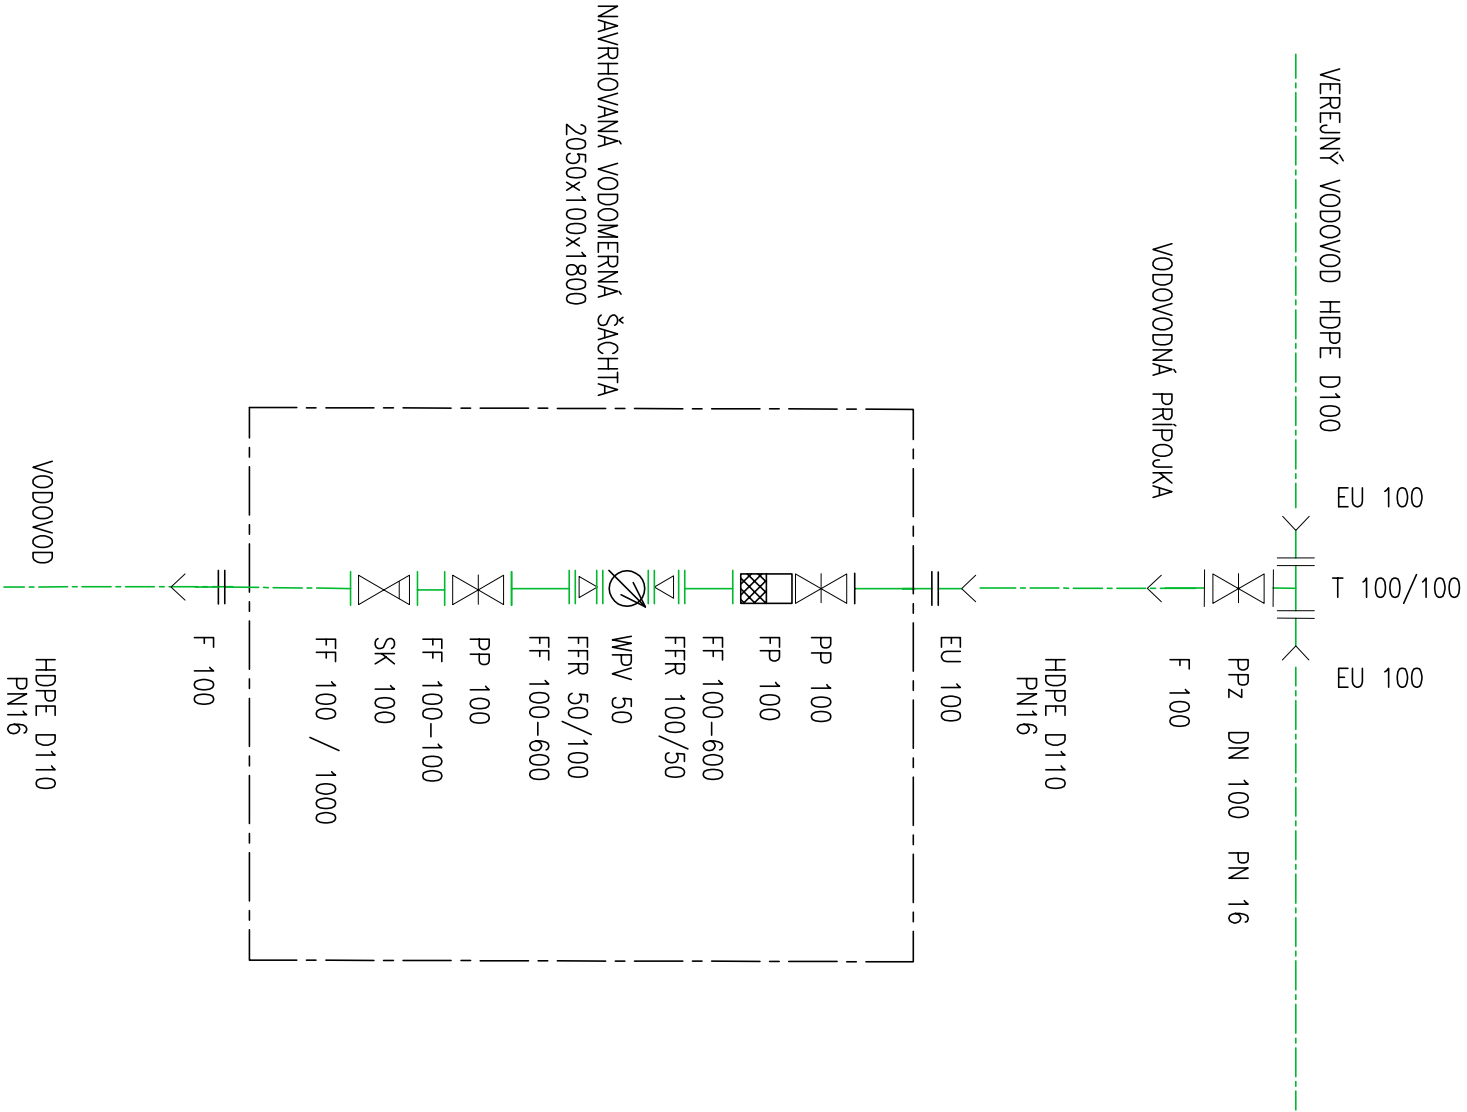 VEREJNÝ VODOVOD HDPE D100
EU 100
T 100/100
EU 100
VODOVODNÁ PRÍPOJKA
PPz DN 100 PN 16
F 100
HDPE D110
PN16
EU 100
NAVRHOVANÁ VODOMERNÁ ŠACHTA
2050x100x1800
PP 100
FP 100
FF 100-600
FFR 100/50
WPV 50
FFR 50/100
FF 100-600
PP 100
FF 100-100
SK 100
FF 100 / 1000
F 100
VODOVOD
HDPE D110
PN16